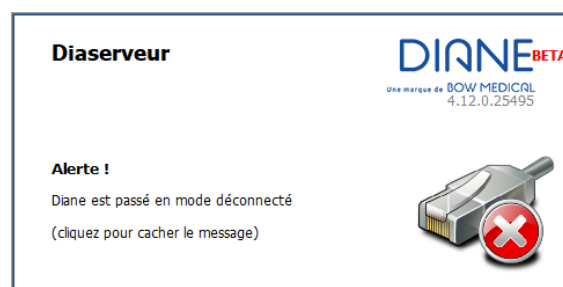 Diaserveur
DIANE BETA
Une marque de BOW MEDICAL
4.12.0.25495
Alerte !
Diane est passé en mode déconnecté
(cliquez pour cacher le message)